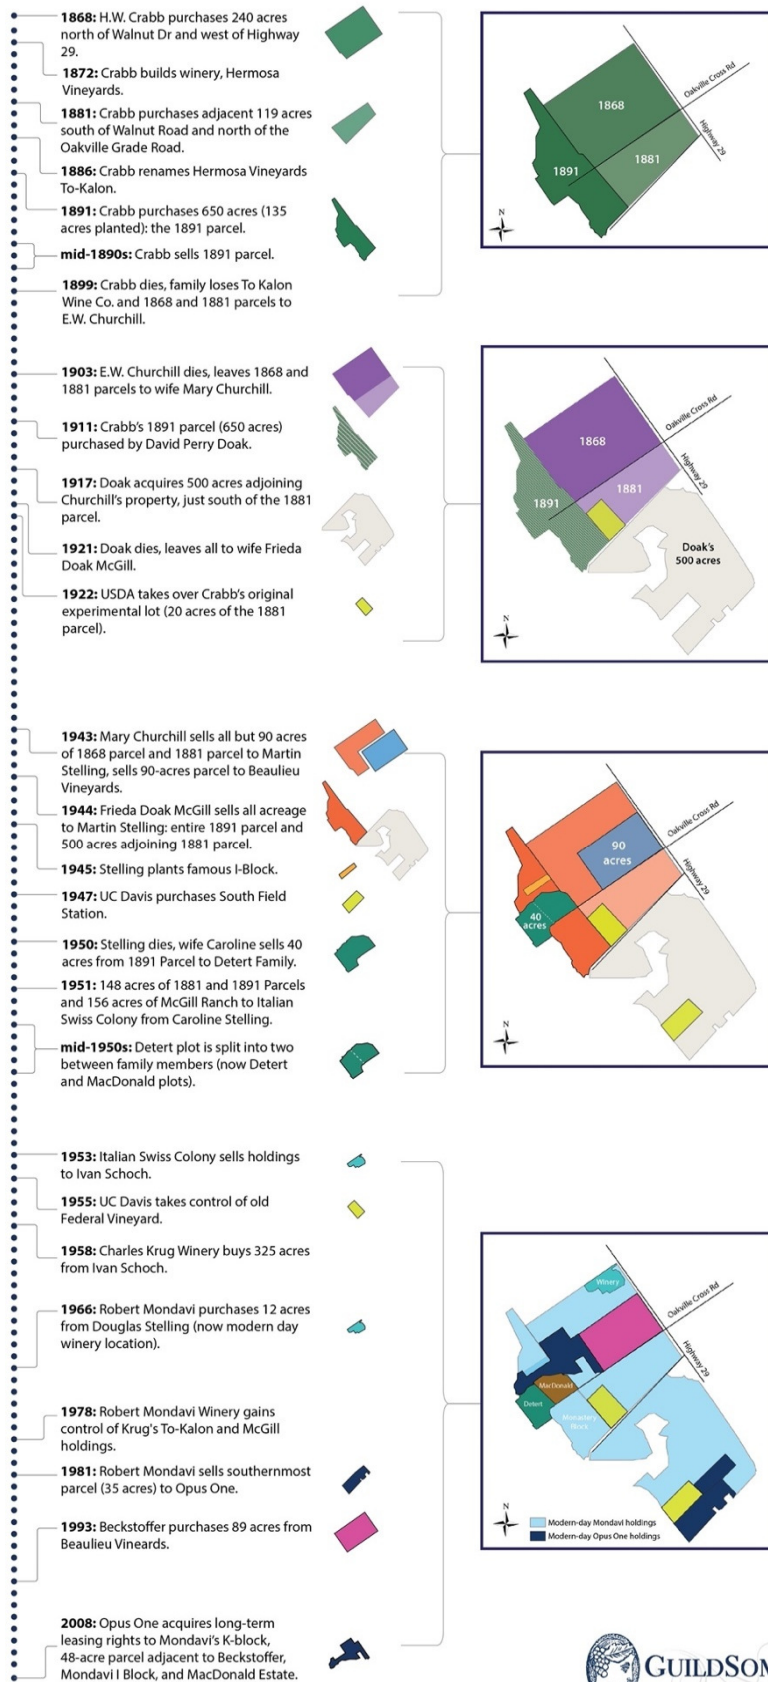 1868: H.W. Crabb purchases 240 acres
north of Walnut Dr and west of Highway
29.
1872: Crabb builds winery, Hermosa
Vineyards.
1881: Crabb purchases adjacent 119 acres
south of Walnut Road and north of the
Oakville Grade Road.
1886: Crabb renames Hermosa Vineyards
To-Kalon.
1891: Crabb purchases 650 acres (135
acres planted): the 1891 parcel.
mid-1890s: Crabb sells 1891 parcel.
1899: Crabb dies, family loses To Kalon
Wine Co. and 1868 and 1881 parcels to
E.W. Churchill.
1868
1881
1891
Oakville Cross Rd
Highway 29
N
1903: E.W. Churchill dies, leaves 1868 and
1881 parcels to wife Mary Churchill.
1911: Crabb's 1891 parcel (650 acres)
purchased by David Perry Doak.
1917: Doak acquires 500 acres adjoining
Churchill's property, just south of the 1881
parcel.
1921: Doak dies, leaves all to wife Frieda
Doak McGill.
1922: USDA takes over Crabb's original
experimental lot (20 acres of the 1881
parcel).
1868
1881
1891
Oakville Cross Rd
Highway 29
Doak's
500 acres
N
1943: Mary Churchill sells all but 90 acres
of 1868 parcel and 1881 parcel to Martin
Stelling, sells 90-acres parcel to Beaulieu
Vineyards.
1944: Frieda Doak McGill sells all acreage
to Martin Stelling: entire 1891 parcel and
500 acres adjoining 1881 parcel.
1945: Stelling plants famous I-Block.
1947: UC Davis purchases South Field
Station.
1950: Stelling dies, wife Caroline sells 40
acres from 1891 Parcel to Detert Family.
1951: 148 acres of 1881 and 1891 Parcels
and 156 acres of McGill Ranch to Italian
Swiss Colony from Caroline Stelling.
mid-1950s: Detert plot is split into two
between family members (now Detert
and MacDonald plots).
90
acres
40
acres
Oakville Cross Rd
Highway 29
N
1953: Italian Swiss Colony sells holdings
to Ivan Schoch.
1955: UC Davis takes control of old
Federal Vineyard.
1958: Charles Krug Winery buys 325 acres
from Ivan Schoch.
1966: Robert Mondavi purchases 12 acres
from Douglas Stelling (now modern day
winery location).
1978: Robert Mondavi Winery gains
control of Krug's To-Kalon and McGill
holdings.
1981: Robert Mondavi sells southernmost
parcel (35 acres) to Opus One.
1993: Beckstoffer purchases 89 acres from
Beaulieu Vineards.
2008: Opus One acquires long-term
leasing rights to Mondavi's K-block,
48-acre parcel adjacent to Beckstoffer,
Mondavi I Block, and MacDonald Estate.
Winery
Oakville Cross Rd
Highway 29
MacDonald
Detert
Monastery
Block
N
Modern-day Mondavi holdings
Modern-day Opus One holdings
GUILDSOM